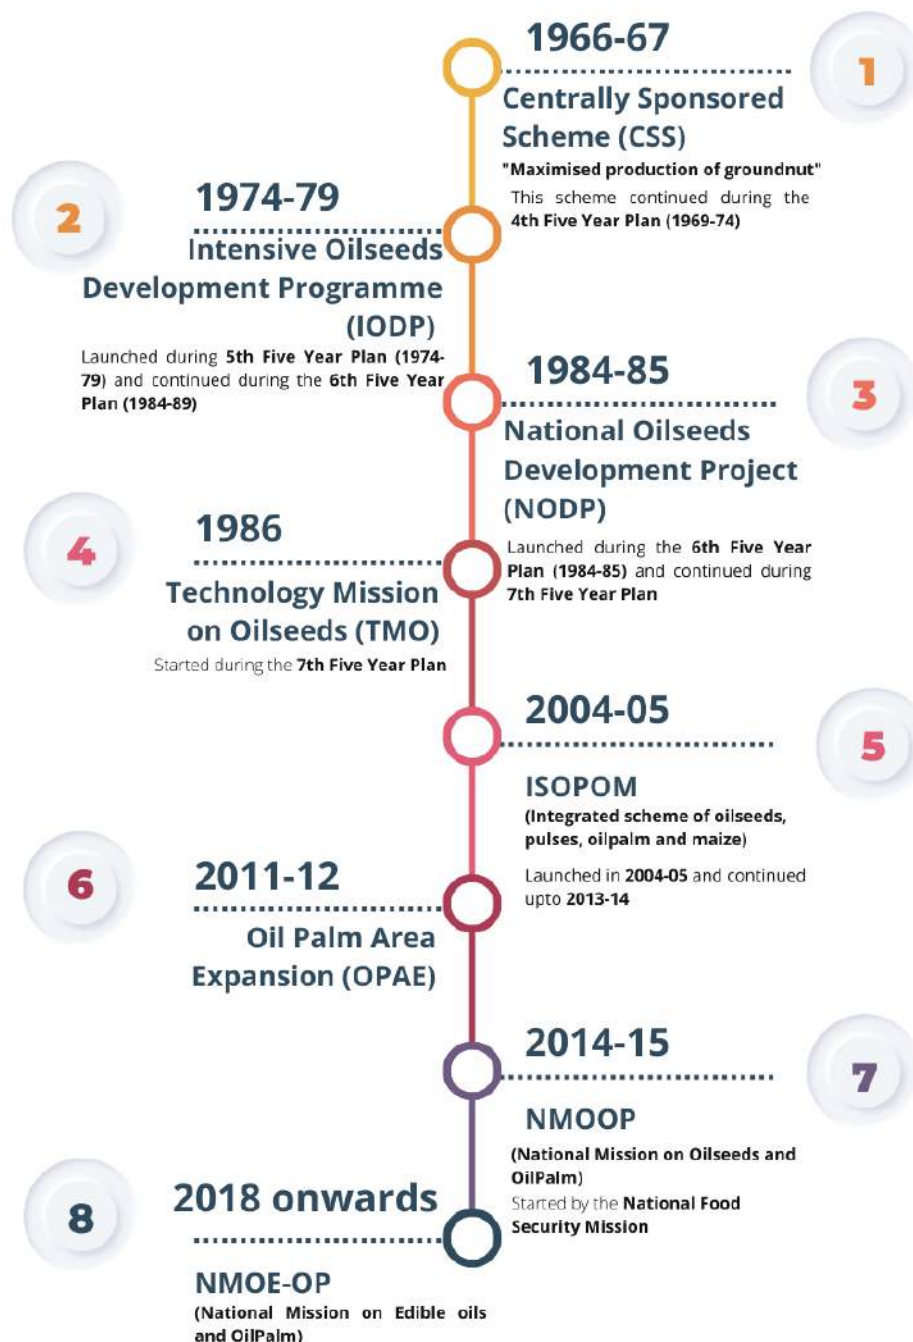 1966-67
1
Centrally Sponsored
Scheme (CSS)
"Maximised production of groundnut"
This scheme continued during the
4th Five Year Plan (1969-74)
2
1974-79
Intensive Oilseeds
Development Programme
(IODP)
Launched during 5th Five Year Plan (1974-
79) and continued during the 6th Five Year
Plan (1984-89)
1984-85
3
National Oilseeds
Development Project
(NODP)
Launched during the 6th Five Year
Plan (1984-85) and continued during
7th Five Year Plan
4
1986
Technology Mission
on Oilseeds (TMO)
Started during the 7th Five Year Plan
2004-05
5
ISOPOM
(Integrated scheme of oilseeds,
pulses, oilpalm and maize)
Launched in 2004-05 and continued
upto 2013-14
6
2011-12
Oil Palm Area
Expansion (OPAE)
2014-15
7
NMOOP
(National Mission on Oilseeds and
OilPalm)
Started by the National Food
Security Mission
8
2018 onwards
NMOE-OP
(National Mission on Edible oils
and OilPalm)